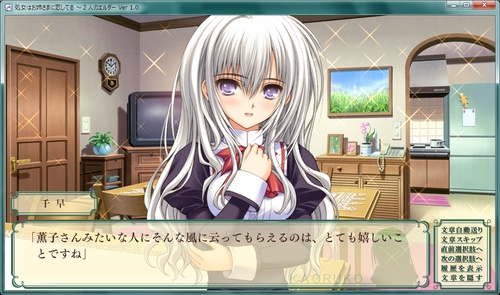 処女はお姉さまに恋してる ～2人のエルダー Ver 1.0
千早
「薫子さんみたいな人にそんな風に云ってもらえるのは、とても嬉しいこ
とですね」
KAORUKO
文章自動送り
文章スキップ
直前選択肢へ
次の選択肢へ
履歴を表示
文章を隠す